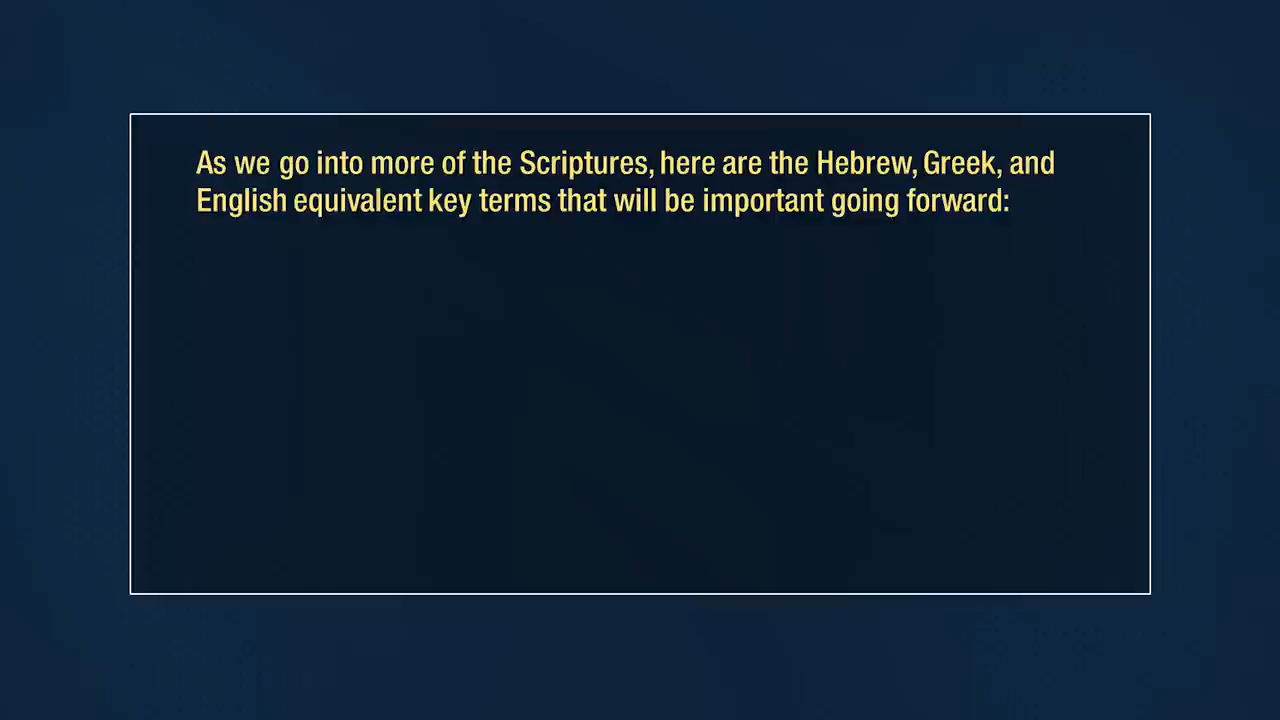 As we go into more of the Scriptures, here are the Hebrew, Greek, and
English equivalent key terms that will be important going forward: